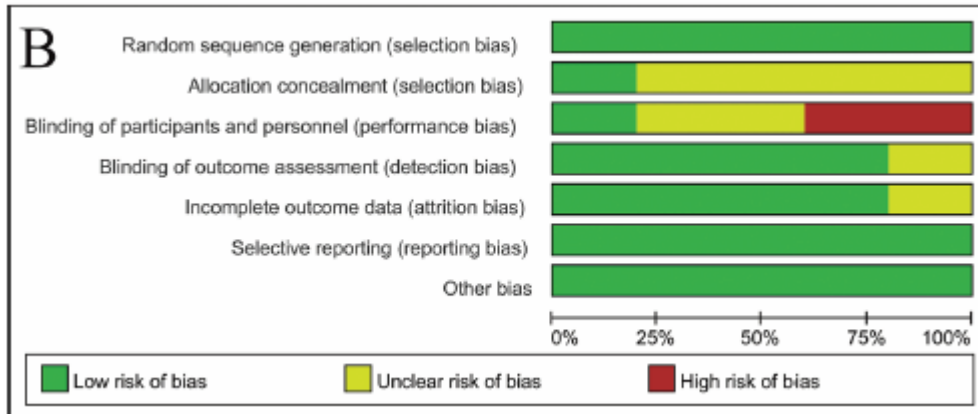 B
Random sequence generation (selection bias)
Allocation concealment (selection bias)
Blinding of participants and personnel (performance bias)
Blinding of outcome assessment (detection bias)
Incomplete outcome data (attrition bias)
Selective reporting (reporting bias)
Other bias
0% 25% 50% 75% 100%
Low risk of bias Unclear risk of bias High risk of bias